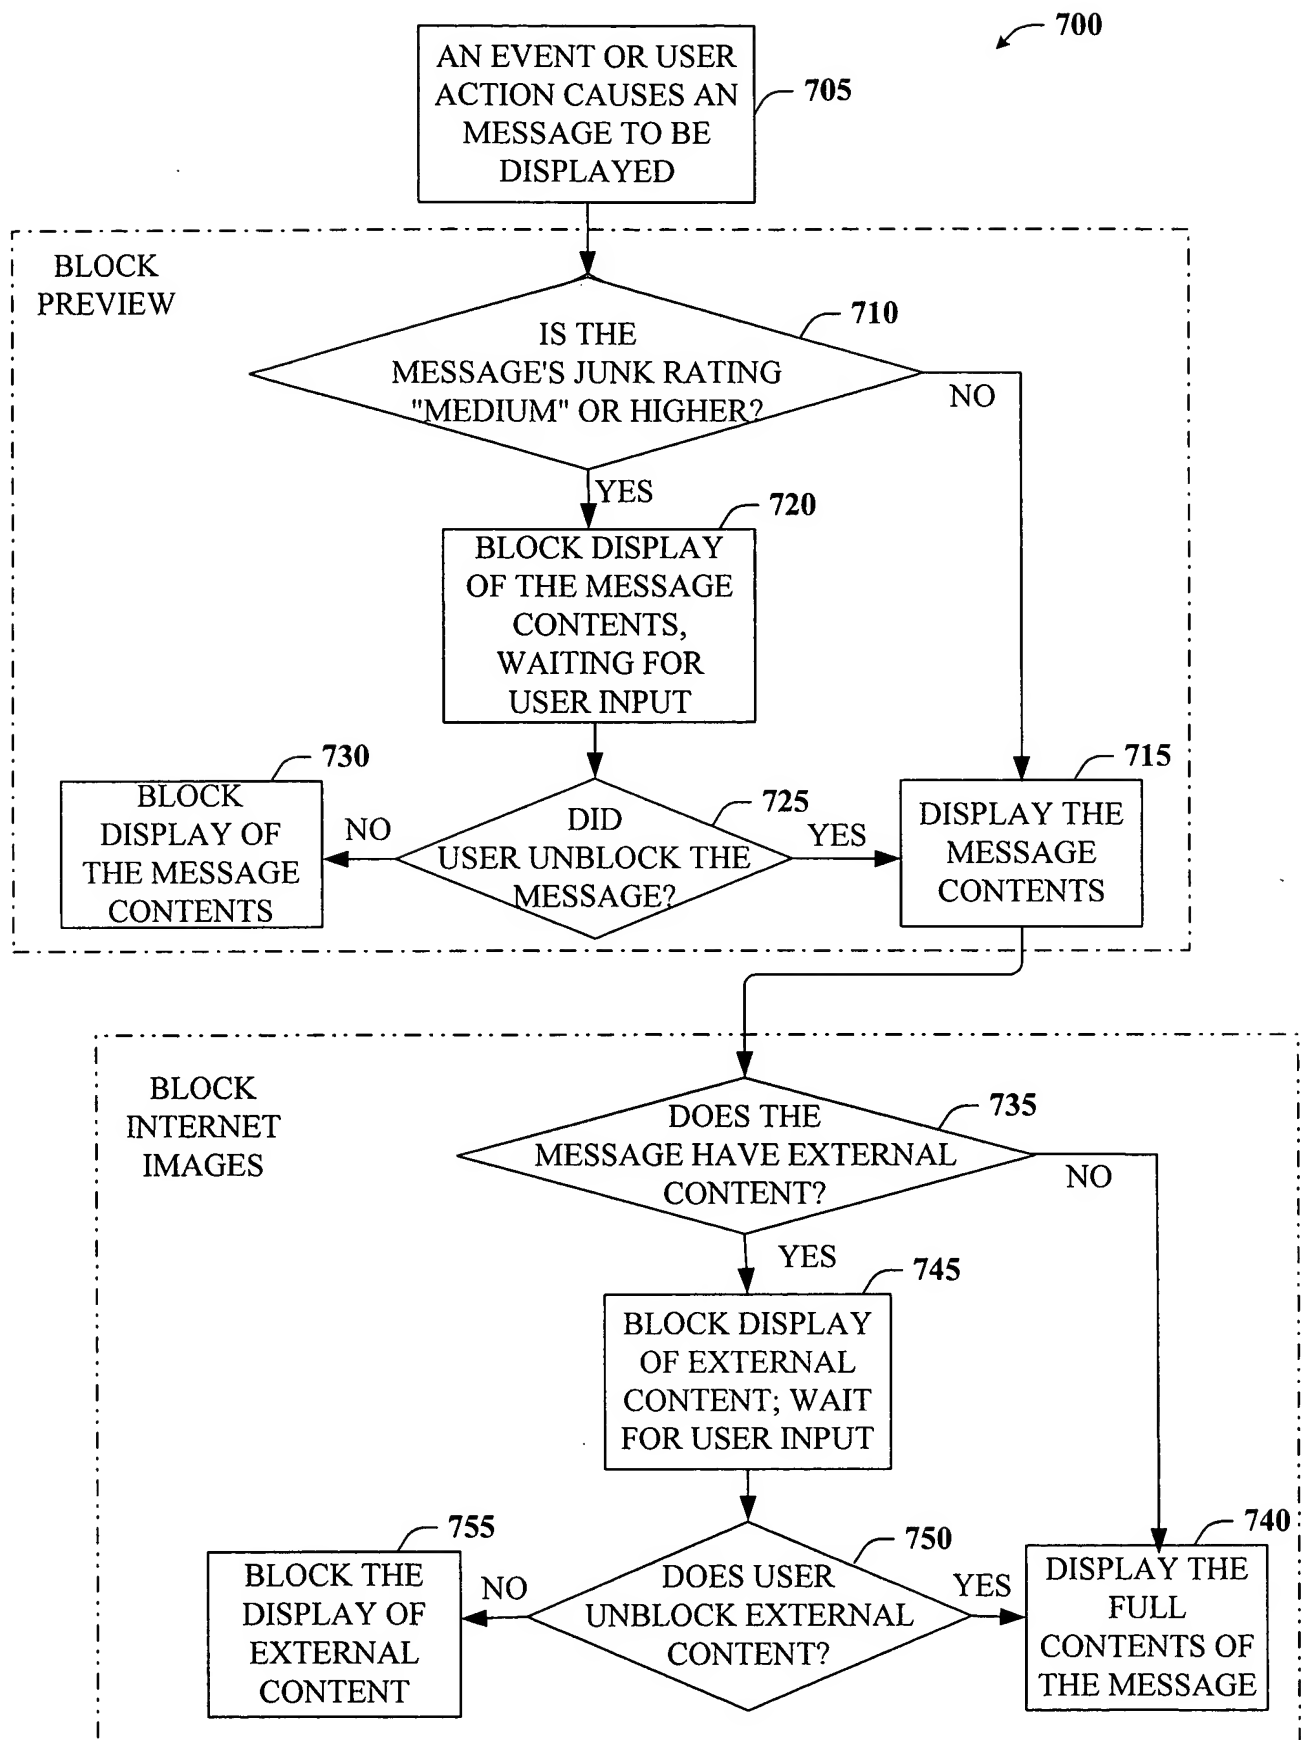 700
AN EVENT OR USER
ACTION CAUSES AN
MESSAGE TO BE
DISPLAYED
705
BLOCK
PREVIEW
IS THE
MESSAGE'S JUNK RATING
"MEDIUM" OR HIGHER?
710
NO
YES
720
BLOCK DISPLAY
OF THE MESSAGE
CONTENTS,
WAITING FOR
USER INPUT
730
BLOCK
DISPLAY OF
THE MESSAGE
CONTENTS
NO
DID
USER UNBLOCK THE
MESSAGE?
725
YES
715
DISPLAY THE
MESSAGE
CONTENTS
BLOCK
INTERNET
IMAGES
DOES THE
MESSAGE HAVE EXTERNAL
CONTENT?
735
NO
YES
745
BLOCK DISPLAY
OF EXTERNAL
CONTENT; WAIT
FOR USER INPUT
755
BLOCK THE
DISPLAY OF
EXTERNAL
CONTENT
NO
DOES USER
UNBLOCK EXTERNAL
CONTENT?
750
YES
740
DISPLAY THE
FULL
CONTENTS OF
THE MESSAGE